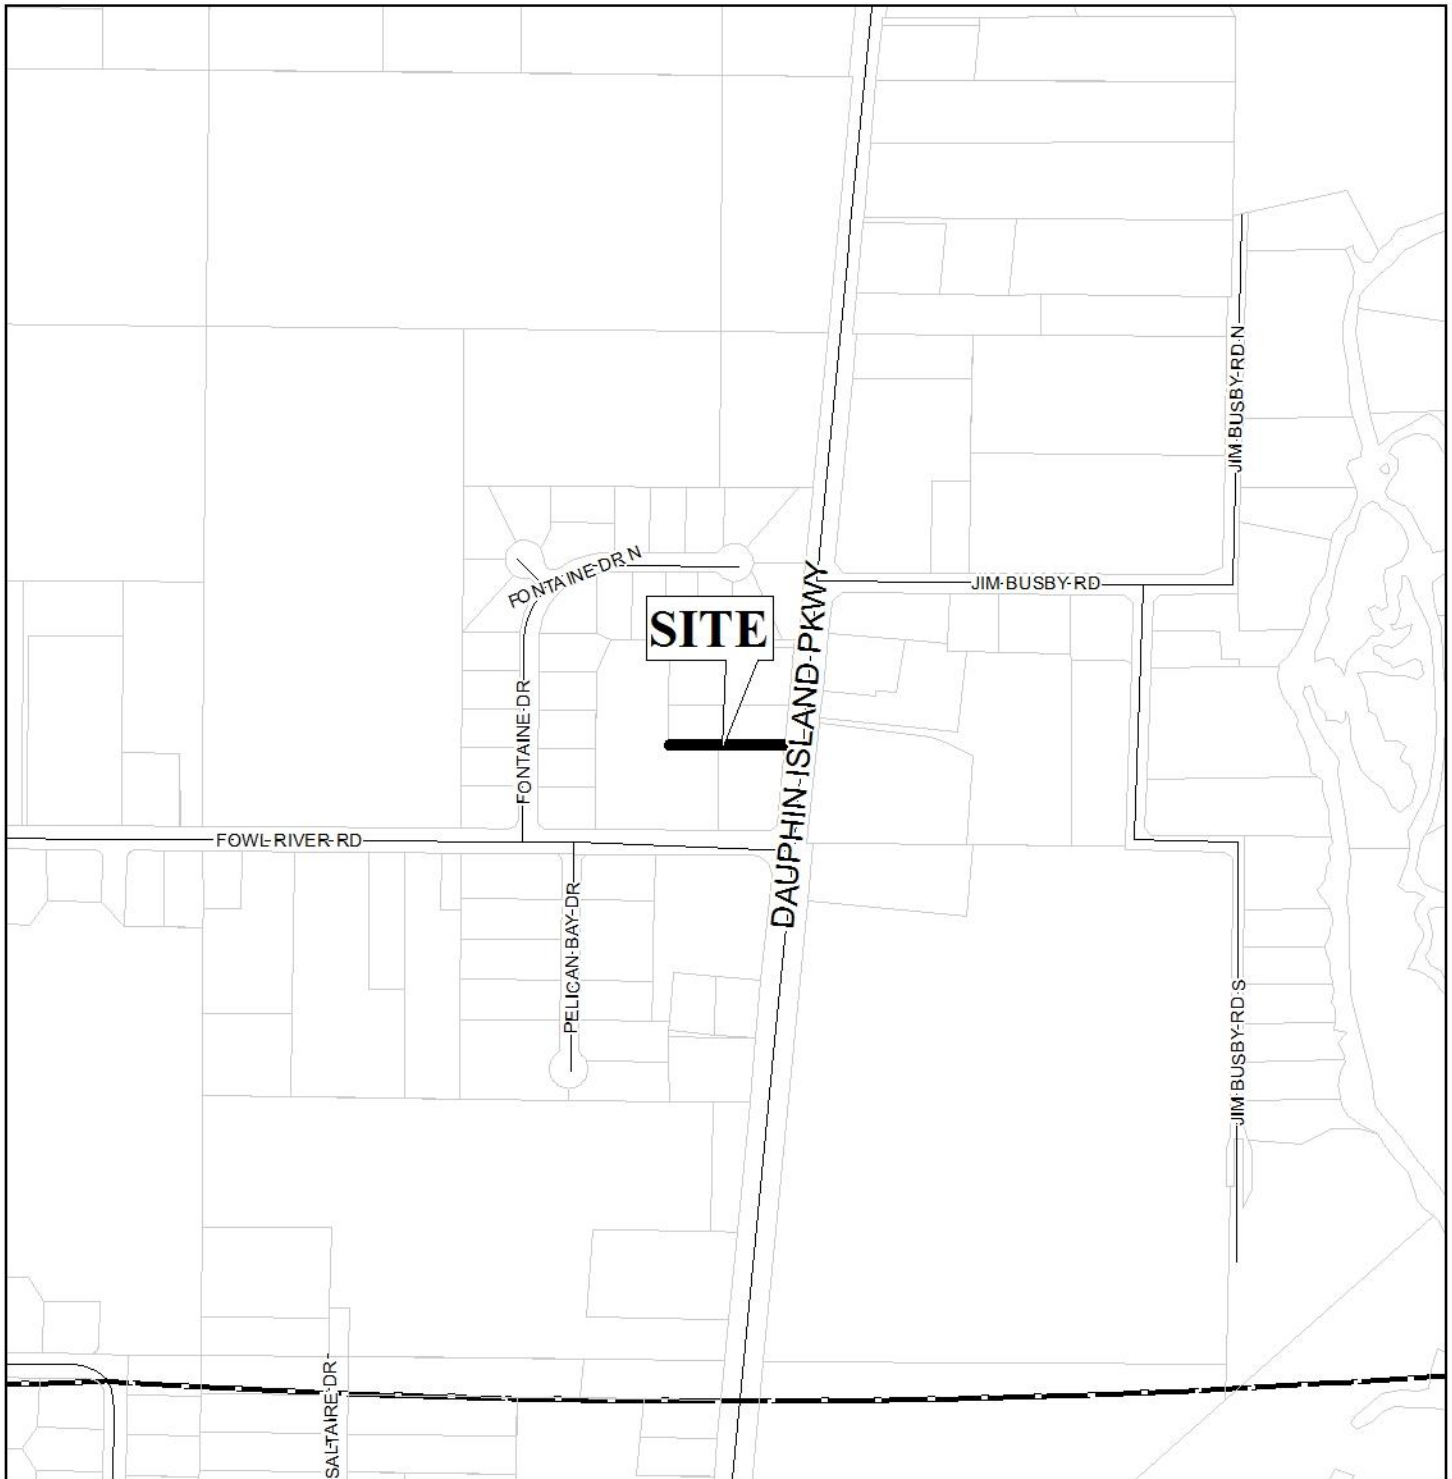 JIM BUSBY RD N
FONTAINE DR N
JIM BUSBY RD
SITE
DAUPHIN ISLAND PKWY
FONTAINE DR
FOWL RIVER RD
PELICAN BAY DR
JIM BUSBY RD S
SALTAIRE DR